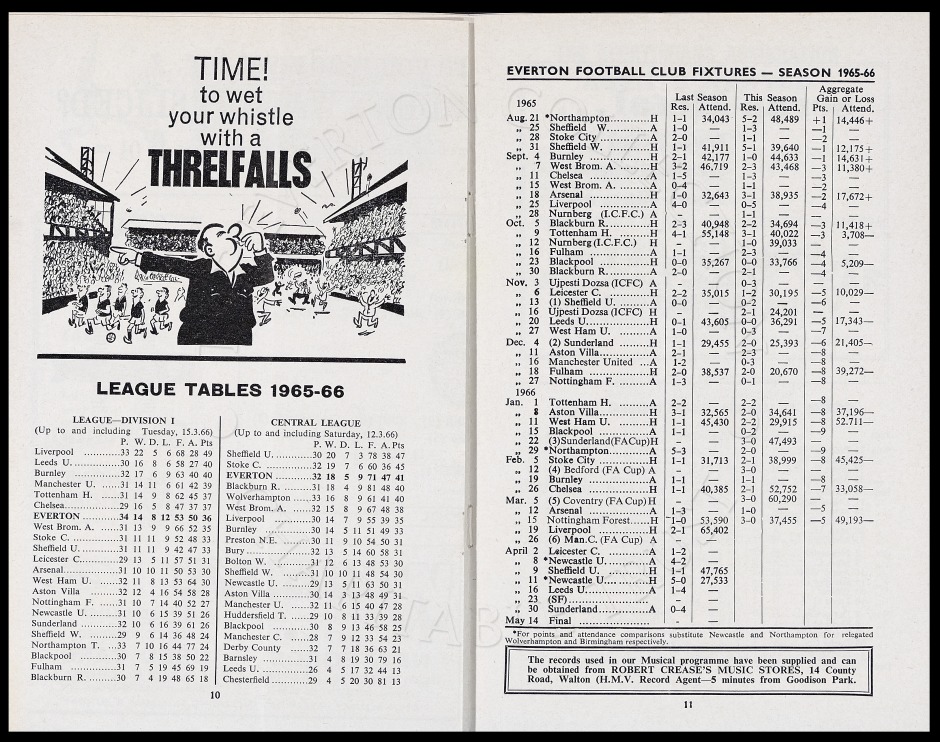 TIME!
to wet
your whistle
with a
THRELFALLS
LEAGUE TABLES 1965-66
LEAGUE—DIVISION I
(Up to and including Tuesday, 15.3.66)
P. W. D. L. F. A. Pts
Liverpool ............33 22 5 6 68 28 49
Leeds U. ............30 16 8 6 58 27 40
Burnley ............32 17 6 9 63 40 40
Manchester U. ...31 14 11 6 61 42 39
Tottenham H. ...31 14 9 8 62 45 37
Chelsea............29 16 5 8 47 37 37
EVERTON .........34 14 8 12 53 50 36
West Brom. A. ...31 13 9 9 66 52 35
Stoke C. ............31 11 11 9 52 48 33
Sheffield U. ......31 11 11 9 42 47 33
Leicester C.........29 13 5 11 57 51 31
Arsenal............31 10 10 11 50 53 30
West Ham U. ...32 11 8 13 53 64 30
Aston Villa ......32 12 4 16 54 58 28
Nottingham F. ...31 10 7 14 40 52 27
Newcastle U. ......31 10 6 15 39 51 26
Sunderland ......32 10 6 16 39 61 26
Sheffield W. ......29 9 6 14 36 48 24
Northampton T. ...33 7 10 16 44 77 24
Blackpool ......30 7 8 15 38 50 22
Fulham ............31 7 5 19 45 69 19
Blackburn R. ......30 7 4 19 48 65 18
CENTRAL LEAGUE
(Up to and including Saturday, 12.3.66)
P. W. D. L. F. A. Pts
Sheffield U. .........30 20 7 3 78 38 47
Stoke C. ............32 19 7 6 60 36 45
EVERTON .........32 18 5 9 71 47 41
Blackburn R. ......31 18 4 9 81 48 40
Wolverhampton ...33 16 8 9 61 41 40
West Brom. A. ......32 15 8 9 67 48 38
Liverpool ............30 14 7 9 55 39 35
Burnley ............30 14 5 11 51 49 33
Preston N.E. ......30 11 9 10 54 50 31
Bury ............32 13 5 14 60 58 31
Bolton W. .........31 12 6 13 48 53 30
Sheffield W. ......31 10 10 11 48 54 30
Newcastle U. ......29 13 5 11 63 50 31
Aston Villa .........30 14 3 13 48 49 31
Manchester U. ......32 11 6 15 40 47 28
Huddersfield T. ...29 10 8 11 33 39 28
Blackpool .........30 8 9 13 46 58 25
Manchester C. ......28 7 9 12 33 54 23
Derby County ......32 7 7 18 36 63 21
Barnsley .........31 4 8 19 30 79 16
Leeds U. ............26 4 5 17 32 44 13
Chesterfield .........29 4 5 20 30 81 13
10
EVERTON FOOTBALL CLUB FIXTURES — SEASON 1965-66
Last Season This Season Aggregate Gain or Loss
1965 Res. Attend. Res. Attend. Pts. Attend.
Aug. 21 *Northampton............H 1–1 34,043 5–2 48,489 +1 14,446+
„ 25 Sheffield W.............A 1–0 — 1–3 — —1 —
„ 28 Stoke City ............A 2–0 — 1–1 — —2 —
„ 31 Sheffield W.............H 1–1 41,911 5–1 39,640 —1 12,175+
Sept. 4 Burnley ..................H 2–1 42,177 1–0 44,633 —1 14,631+
„ 7 West Brom. A. .........H 3–2 46,719 2–3 43,468 —3 11,380+
„ 11 Chelsea ..................A 1–5 — 1–3 — —3 —
„ 15 West Brom. A. .........A 0–4 — 1–1 — —2 —
„ 18 Arsenal ..................H 1–0 32,643 3–1 38,935 —2 17,672+
„ 25 Liverpool ...............A 4–0 — 0–5 — —4 —
„ 28 Nurnberg (I.C.F.C.) A – — 1–1 —
Oct. 5 Blackburn R.............H 2–3 40,948 2–2 34,694 —3 11,418+
„ 9 Tottenham H. .........H 4–1 55,148 3–1 40,022 —3 3,708—
„ 12 Nurnberg (I.C.F.C.) H – — 1–0 39,033
„ 16 Fulham ..................A 1–1 — 2–3 — —4 —
„ 23 Blackpool ...............H 0–0 35,267 0–0 33,766 —4 5,209—
„ 30 Blackburn R. .........A 2–0 — 2–1 — —4 —
Nov. 3 Ujpesti Dozsa (ICFC) A – — 0–3 —
„ 6 Leicester C...............H 2–2 35,015 1–2 30,195 —5 10,029—
„ 13 (1) Sheffield U..........A 0–0 — 0–2 — —6 —
„ 16 Ujpesti Dozsa (ICFC) H – — 2–1 24,201
„ 20 Leeds U...................H 0–1 43,605 0–0 36,291 —5 17,343—
„ 27 West Ham U. .........A 1–0 — 0–3 — —7 —
Dec. 4 (2) Sunderland .........H 1–1 29,455 2–0 25,393 —6 21,405—
„ 11 Aston Villa...............A 2–1 — 2–3 — —8 —
„ 16 Manchester United ...A 1–2 — 0–3 — —8 —
„ 18 Fulham ..................H 2–0 38,537 2–0 20,670 —8 39,272—
„ 27 Nottingham F. .........A 1–3 — 0–1 — —8 —
1966
Jan. 1 Tottenham H. .........A 2–2 — 2–2 — —8 —
„ 8 Aston Villa...............H 3–1 32,565 2–0 34,641 —8 37,196—
„ 11 West Ham U. .........H 1–1 45,430 2–2 29,915 —8 52.711—
„ 15 Blackpool ...............A 1–1 — 0–2 — —9 —
„ 22 (3)Sunderland(FACup)H – — 3–0 47,493
„ 29 *Northampton............A 5–3 — 2–0 — —9 —
Feb. 5 Stoke City ...............H 1–1 31,713 2–1 38,999 —8 45,425—
„ 12 (4) Bedford (FA Cup) A – — 3–0 —
„ 19 Burnley ..................A 1–1 — 1–1 — —8 —
„ 26 Chelsea ..................H 1–1 40,385 2–1 52,752 —7 33,058—
Mar. 5 (5) Coventry (FACup)H – — 3–0 60,290
„ 12 Arsenal ..................A 1–3 — 1–0 — —5 —
„ 15 Nottingham Forest......H 1–0 53,590 3–0 37,455 —5 49,193—
„ 19 Liverpool ...............H 2–1 65,402
„ 26 (6) Man.C. (FA Cup) A – —
April 2 Leicester C. ............A 1–2 —
„ 8 *Newcastle U.............A 4–2 —
„ 9 Sheffield U. ............H 1–1 47,765
„ 11 *Newcastle U.............H 5–0 27,533
„ 16 Leeds U..................A 1–4 —
„ 23 (SF)........................ – —
„ 30 Sunderland...............A 0–4 —
May 14 Final ..................... – —
*For points and attendance comparisons substitute Newcastle and Northampton for relegated
Wolverhampton and Birmingham respectively.
The records used in our Musical programme have been supplied and can
be obtained from ROBERT CREASE'S MUSIC STORES, 14 County
Road, Walton (H.M.V. Record Agent—5 minutes from Goodison Park.
11